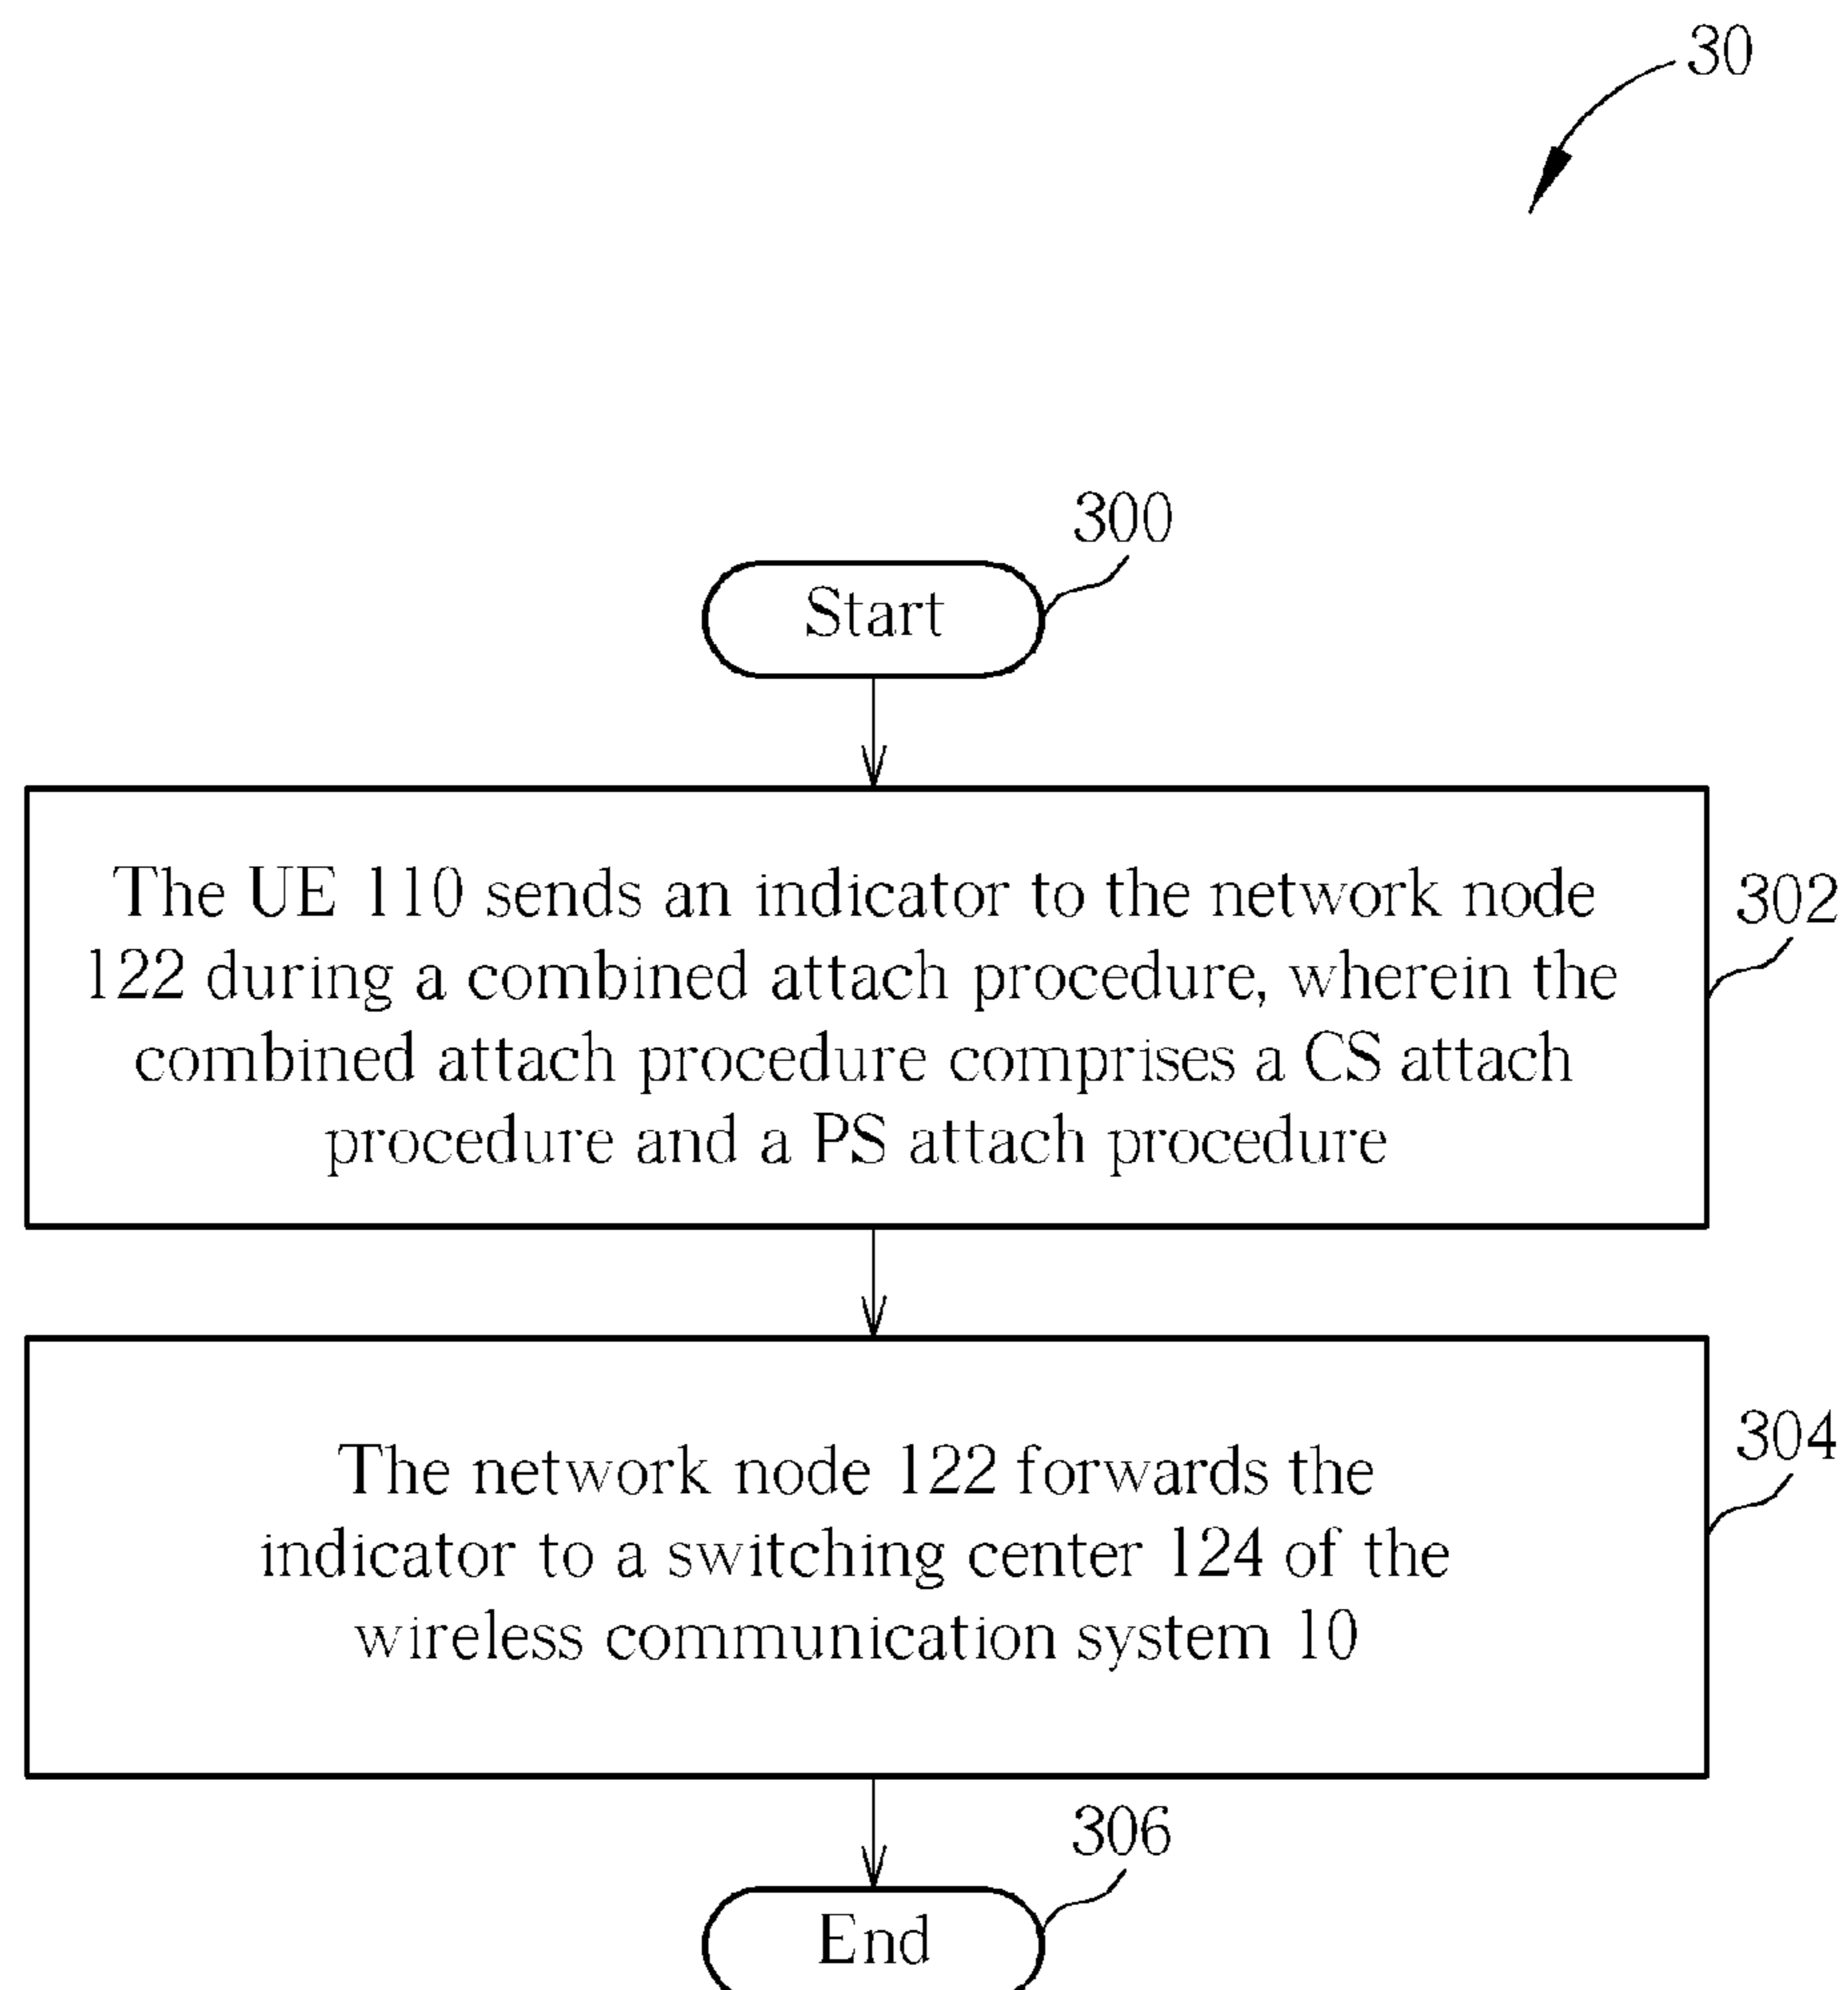 30
300
Start
The UE 110 sends an indicator to the network node
122 during a combined attach procedure, wherein the
combined attach procedure comprises a CS attach
procedure and a PS attach procedure
302
The network node 122 forwards the
indicator to a switching center 124 of the
wireless communication system 10
304
306
End